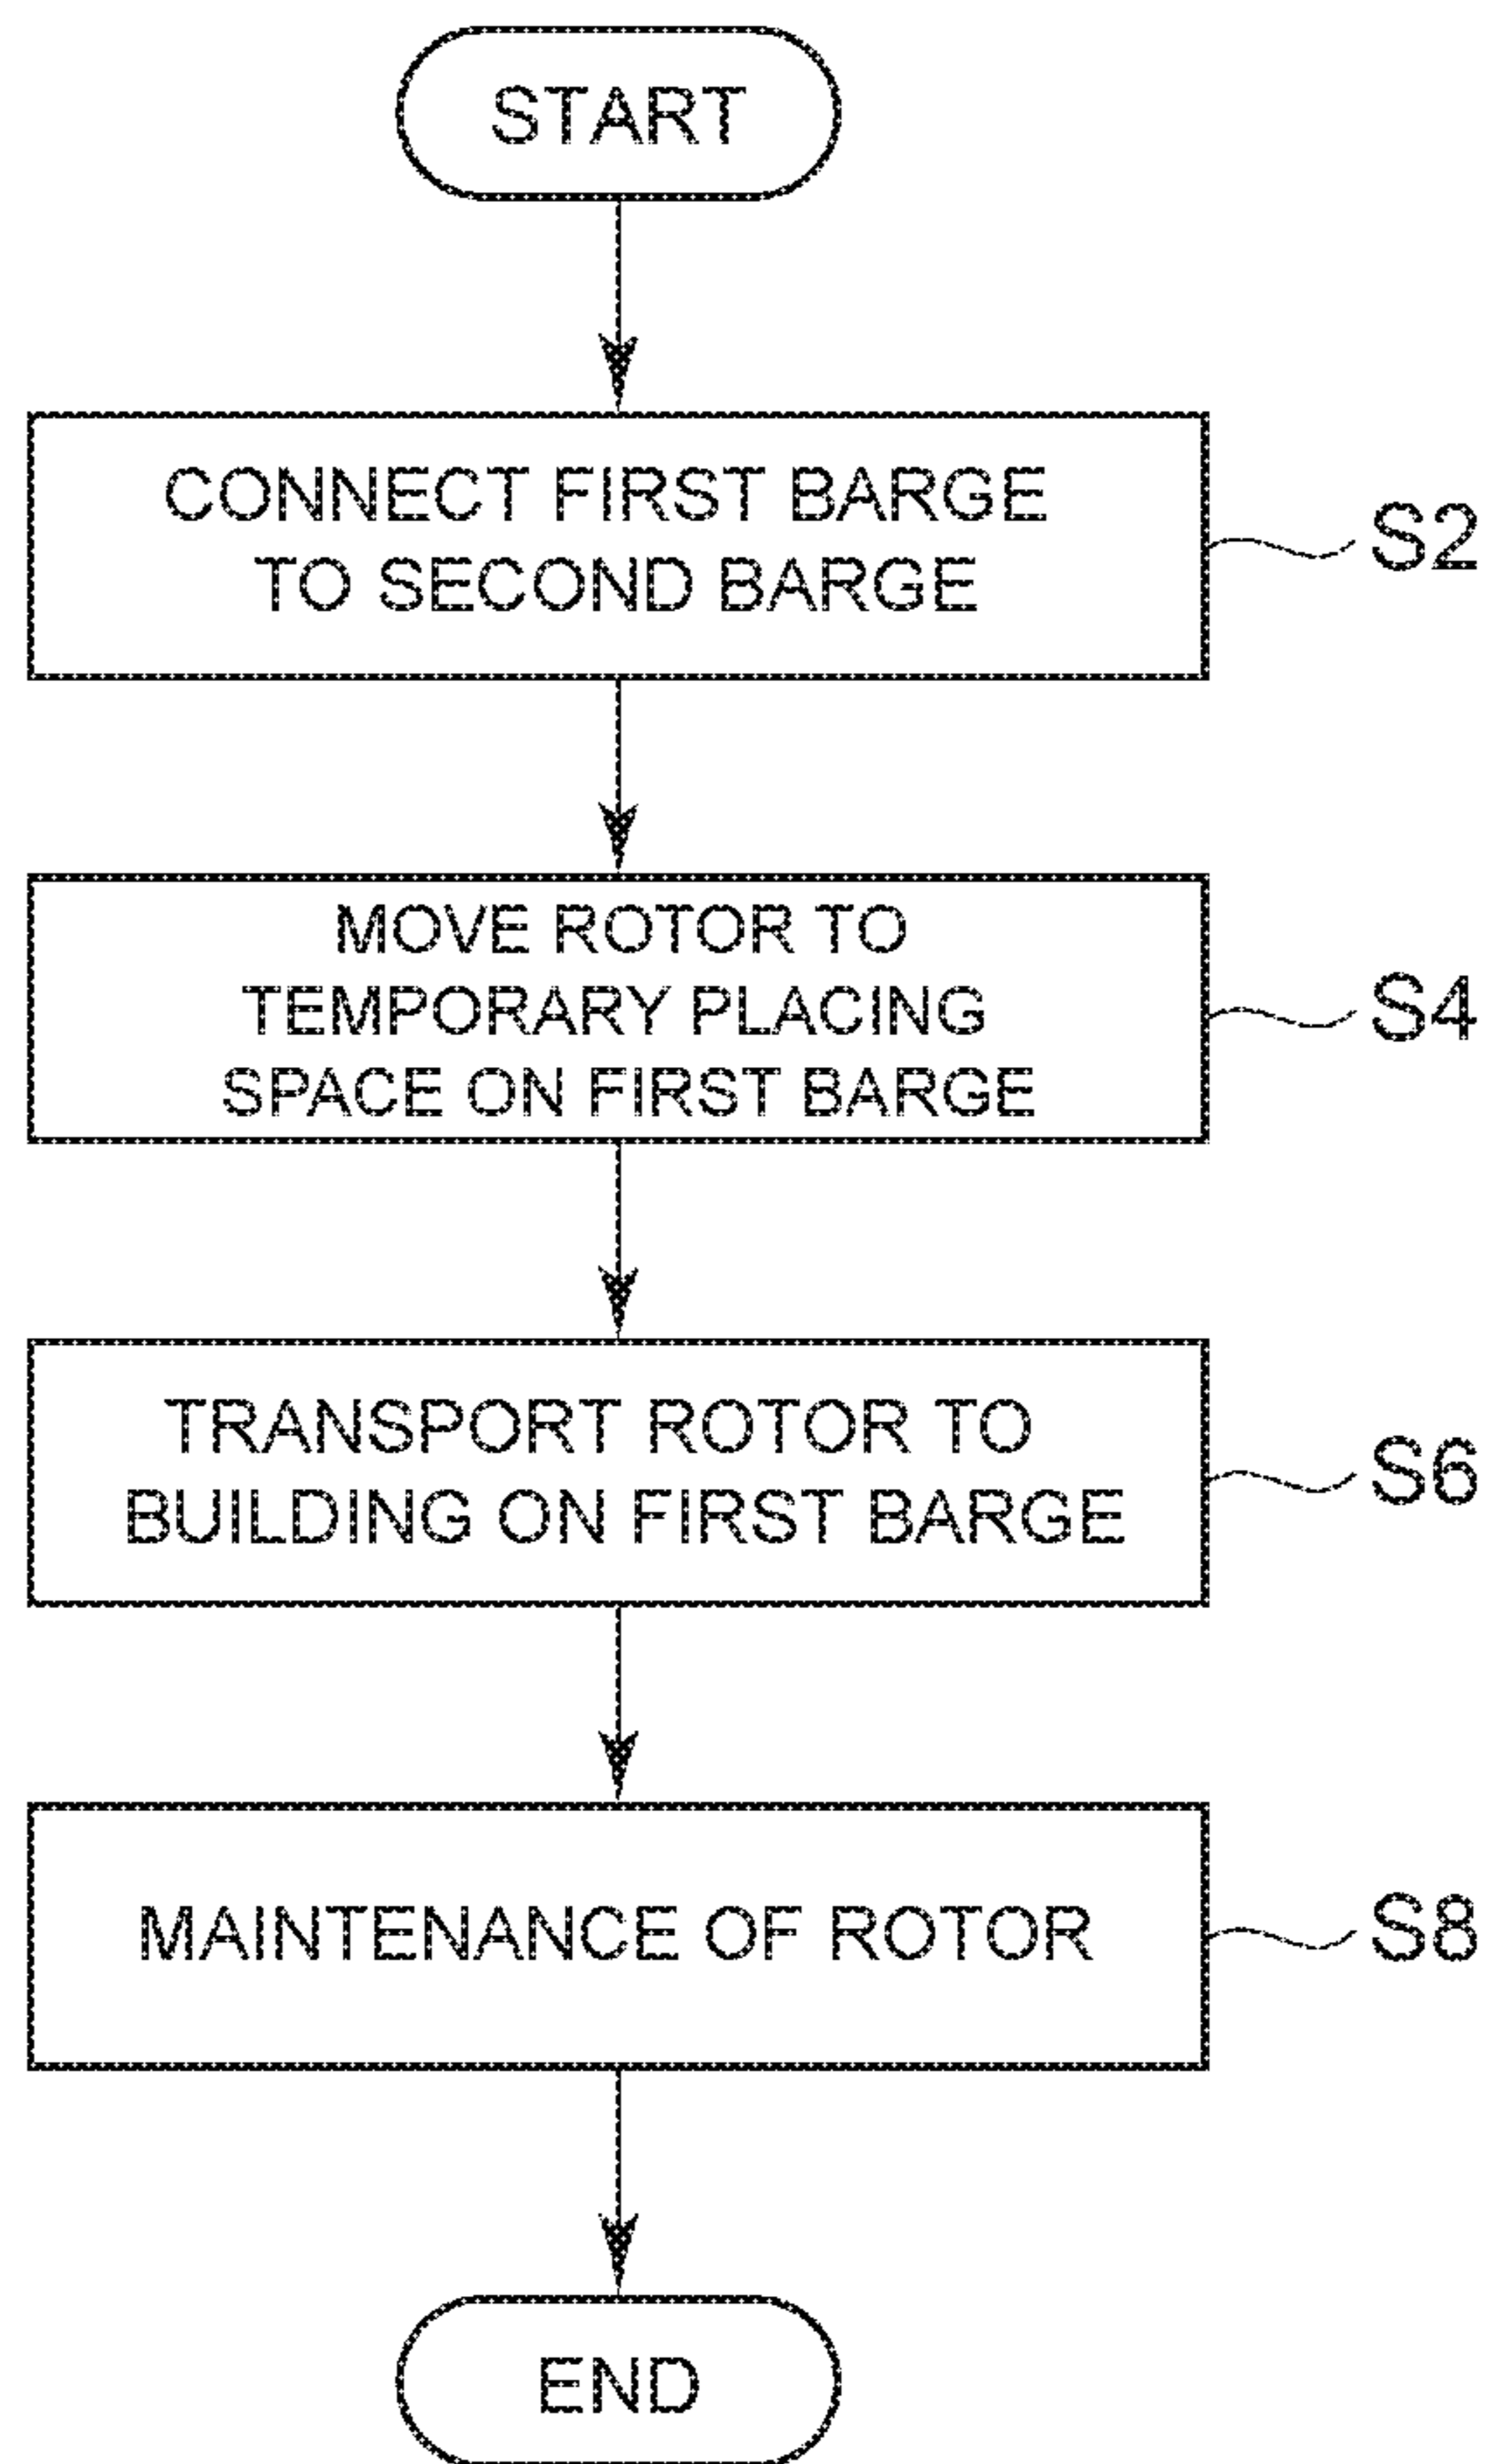 START
CONNECT FIRST BARGE
TO SECOND BARGE
S2
MOVE ROTOR TO
TEMPORARY PLACING
SPACE ON FIRST BARGE
S4
TRANSPORT ROTOR TO
BUILDING ON FIRST BARGE
S6
MAINTENANCE OF ROTOR
S8
END